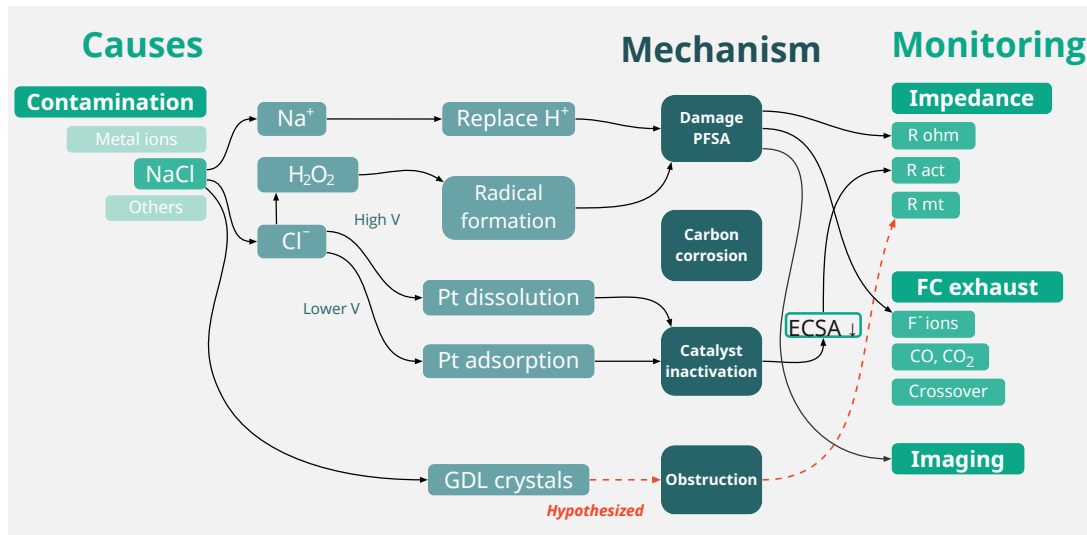 Causes
Mechanism
Monitoring
Contamination
Metal ions
NaCl
Others
Na⁺
H₂O₂
Cl⁻
High V
Lower V
Replace H⁺
Radical
formation
Pt dissolution
Pt adsorption
GDL crystals
Hypothesized
Damage
PFSA
Carbon
corrosion
Catalyst
inactivation
Obstruction
ECSA ↓
Impedance
R ohm
R act
R mt
FC exhaust
F⁻ions
CO, CO₂
Crossover
Imaging